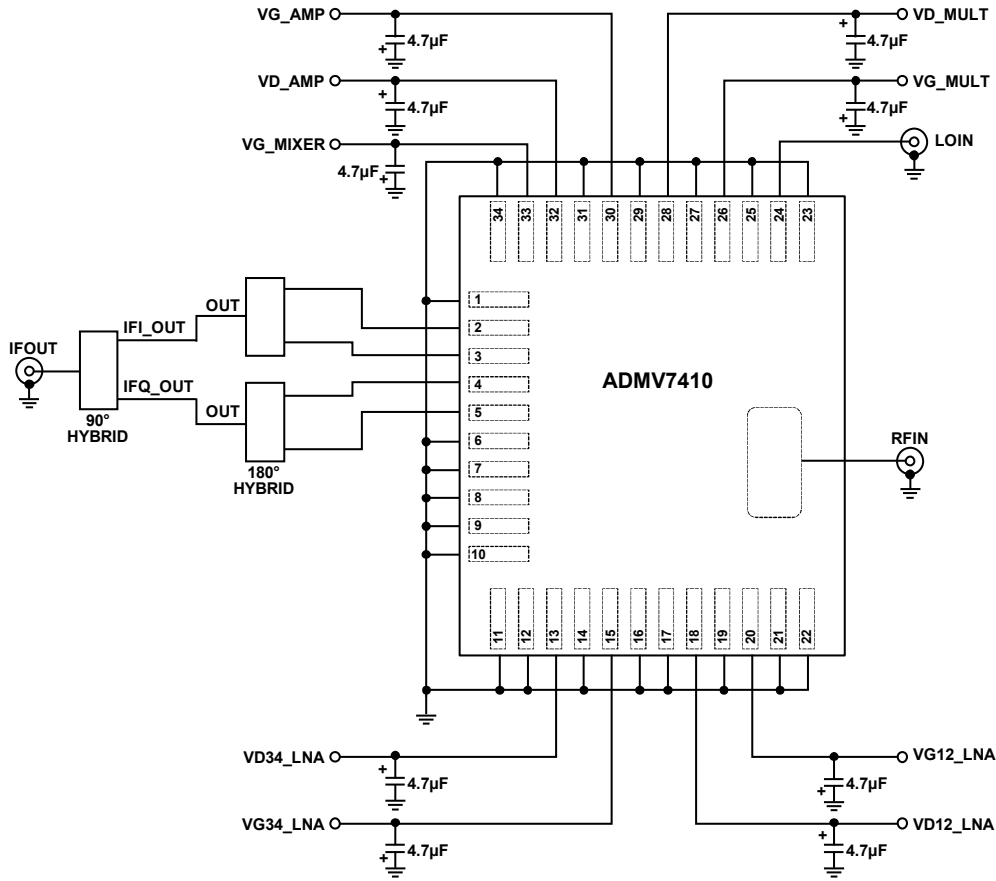 VG_AMP
+
4.7µF
VD_AMP
+
4.7µF
VG_MIXER
4.7µF
+
VD_MULT
+
4.7µF
VG_MULT
+
4.7µF
LOIN
34 33 32 31 30 29 28 27 26 25 24 23
1
2
3
4
5
6
7
8
9
10
ADMV7410
RFIN
IFOUT
IFI_OUT
OUT
IFQ_OUT
OUT
90°
HYBRID
180°
HYBRID
11 12 13 14 15 16 17 18 19 20 21 22
VD34_LNA
+
4.7µF
VG34_LNA
+
4.7µF
VG12_LNA
+
4.7µF
VD12_LNA
+
4.7µF